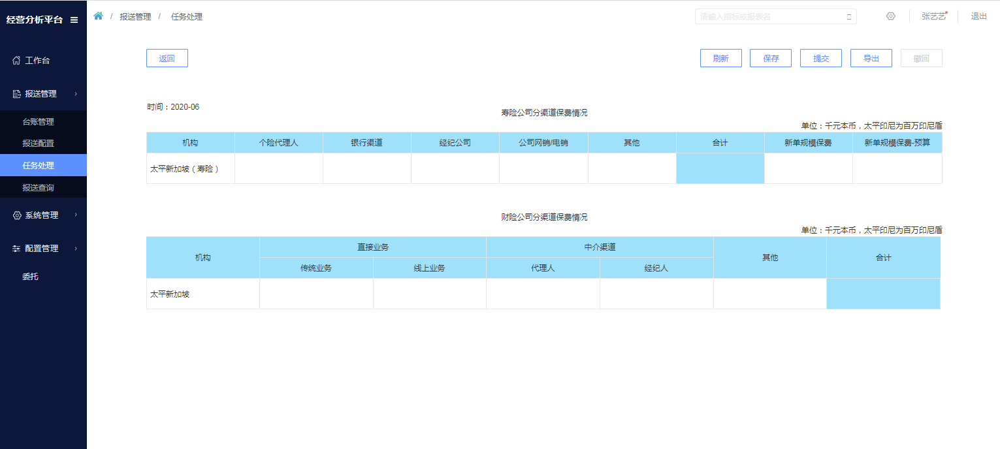 经营分析平台
/ 报送管理 / 任务处理
请输入指标或报表名
张艺艺
退出
工作台
报送管理
台账管理
报送配置
任务处理
报送查询
系统管理
配置管理
委托
返回
刷新 保存 提交 导出 撤回
时间：2020-06
寿险公司分渠道保费情况
单位：千元本币，太平印尼为百万印尼盾
机构 个险代理人 银行渠道 经纪公司 公司网销/电销 其他 合计 新单规模保费 新单规模保费-预算
太平新加坡（寿险）
财险公司分渠道保费情况
单位：千元本币，太平印尼为百万印尼盾
机构 直接业务 中介渠道 其他 合计
传统业务 线上业务 代理人 经纪人
太平新加坡